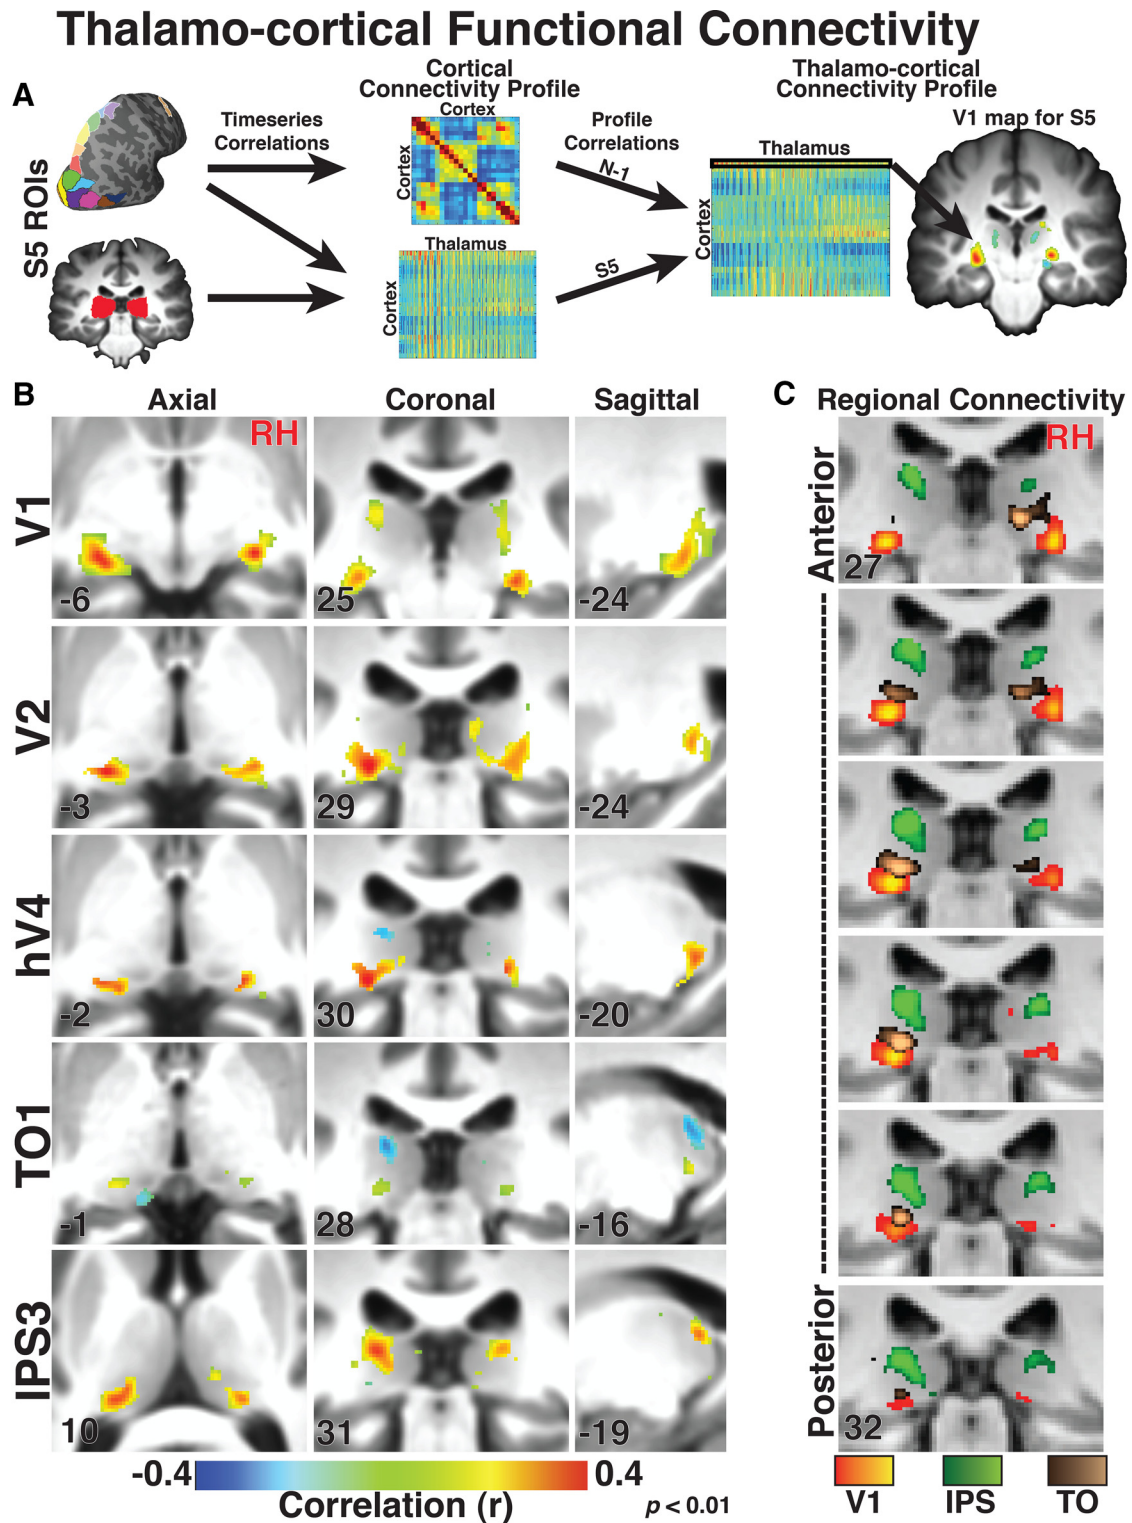 Thalamo-cortical Functional Connectivity
A
S5 ROIs
Timeseries
Correlations
Cortical
Connectivity Profile
Cortex
Cortex
Thalamus
Cortex
Profile
Correlations
N-1
S5
Thalamo-cortical
Connectivity Profile
Thalamus
Cortex
V1 map for S5
B
Axial
Coronal
Sagittal
V1
RH
-6
25
-24
V2
-3
29
-24
hV4
-2
30
-20
TO1
-1
28
-16
IPS3
10
31
-19
-0.4
0.4
Correlation (r)
p < 0.01
C
Regional Connectivity
RH
Anterior
27
Posterior
32
V1
IPS
TO